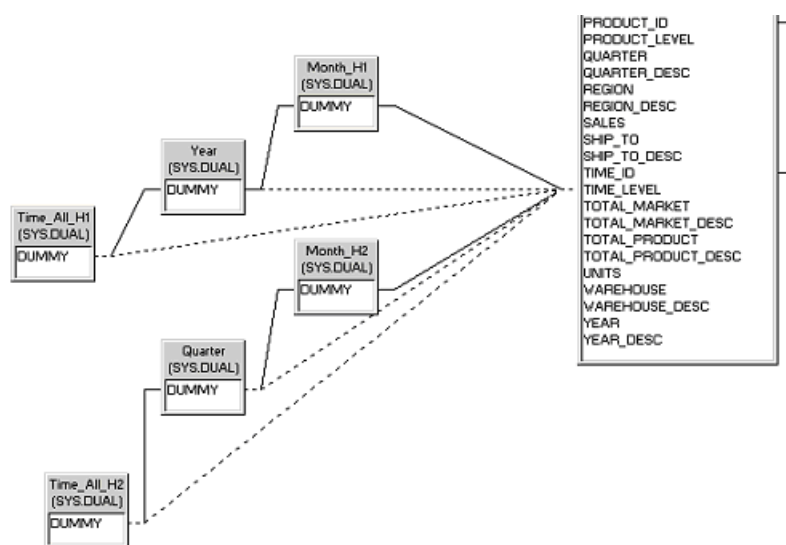 Month_H1
(SYS.DUAL)
DUMMY
Year
(SYS.DUAL)
DUMMY
Time_All_H1
(SYS.DUAL)
DUMMY
Month_H2
(SYS.DUAL)
DUMMY
Quarter
(SYS.DUAL)
DUMMY
Time_All_H2
(SYS.DUAL)
DUMMY
PRODUCT_ID
PRODUCT_LEVEL
QUARTER
QUARTER_DESC
REGION
REGION_DESC
SALES
SHIP_TO
SHIP_TO_DESC
TIME_ID
TIME_LEVEL
TOTAL_MARKET
TOTAL_MARKET_DESC
TOTAL_PRODUCT
TOTAL_PRODUCT_DESC
UNITS
WAREHOUSE
WAREHOUSE_DESC
YEAR
YEAR_DESC